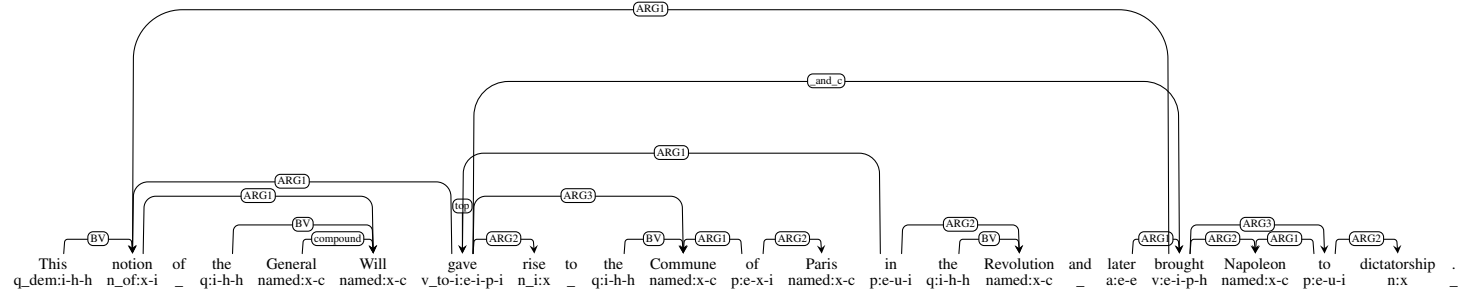 ARG1
_and_c
ARG1
ARG1
ARG1 top ARG3
BV ARG2 BV
BV compound ARG2 BV ARG1 ARG2 BV ARG1 ARG2 ARG1 ARG3 ARG2
This notion of the General Will gave rise to the Commune of Paris in the Revolution and later brought Napoleon to dictatorship .
q_dem:i-h-h n_of:x-i _ q:i-h-h named:x-c named:x-c v_to-i:e-i-p-i n_i:x _ q:i-h-h named:x-c p:e-x-i named:x-c p:e-u-i q:i-h-h named:x-c _ a:e-e v:e-i-p-h named:x-c p:e-u-i n:x _